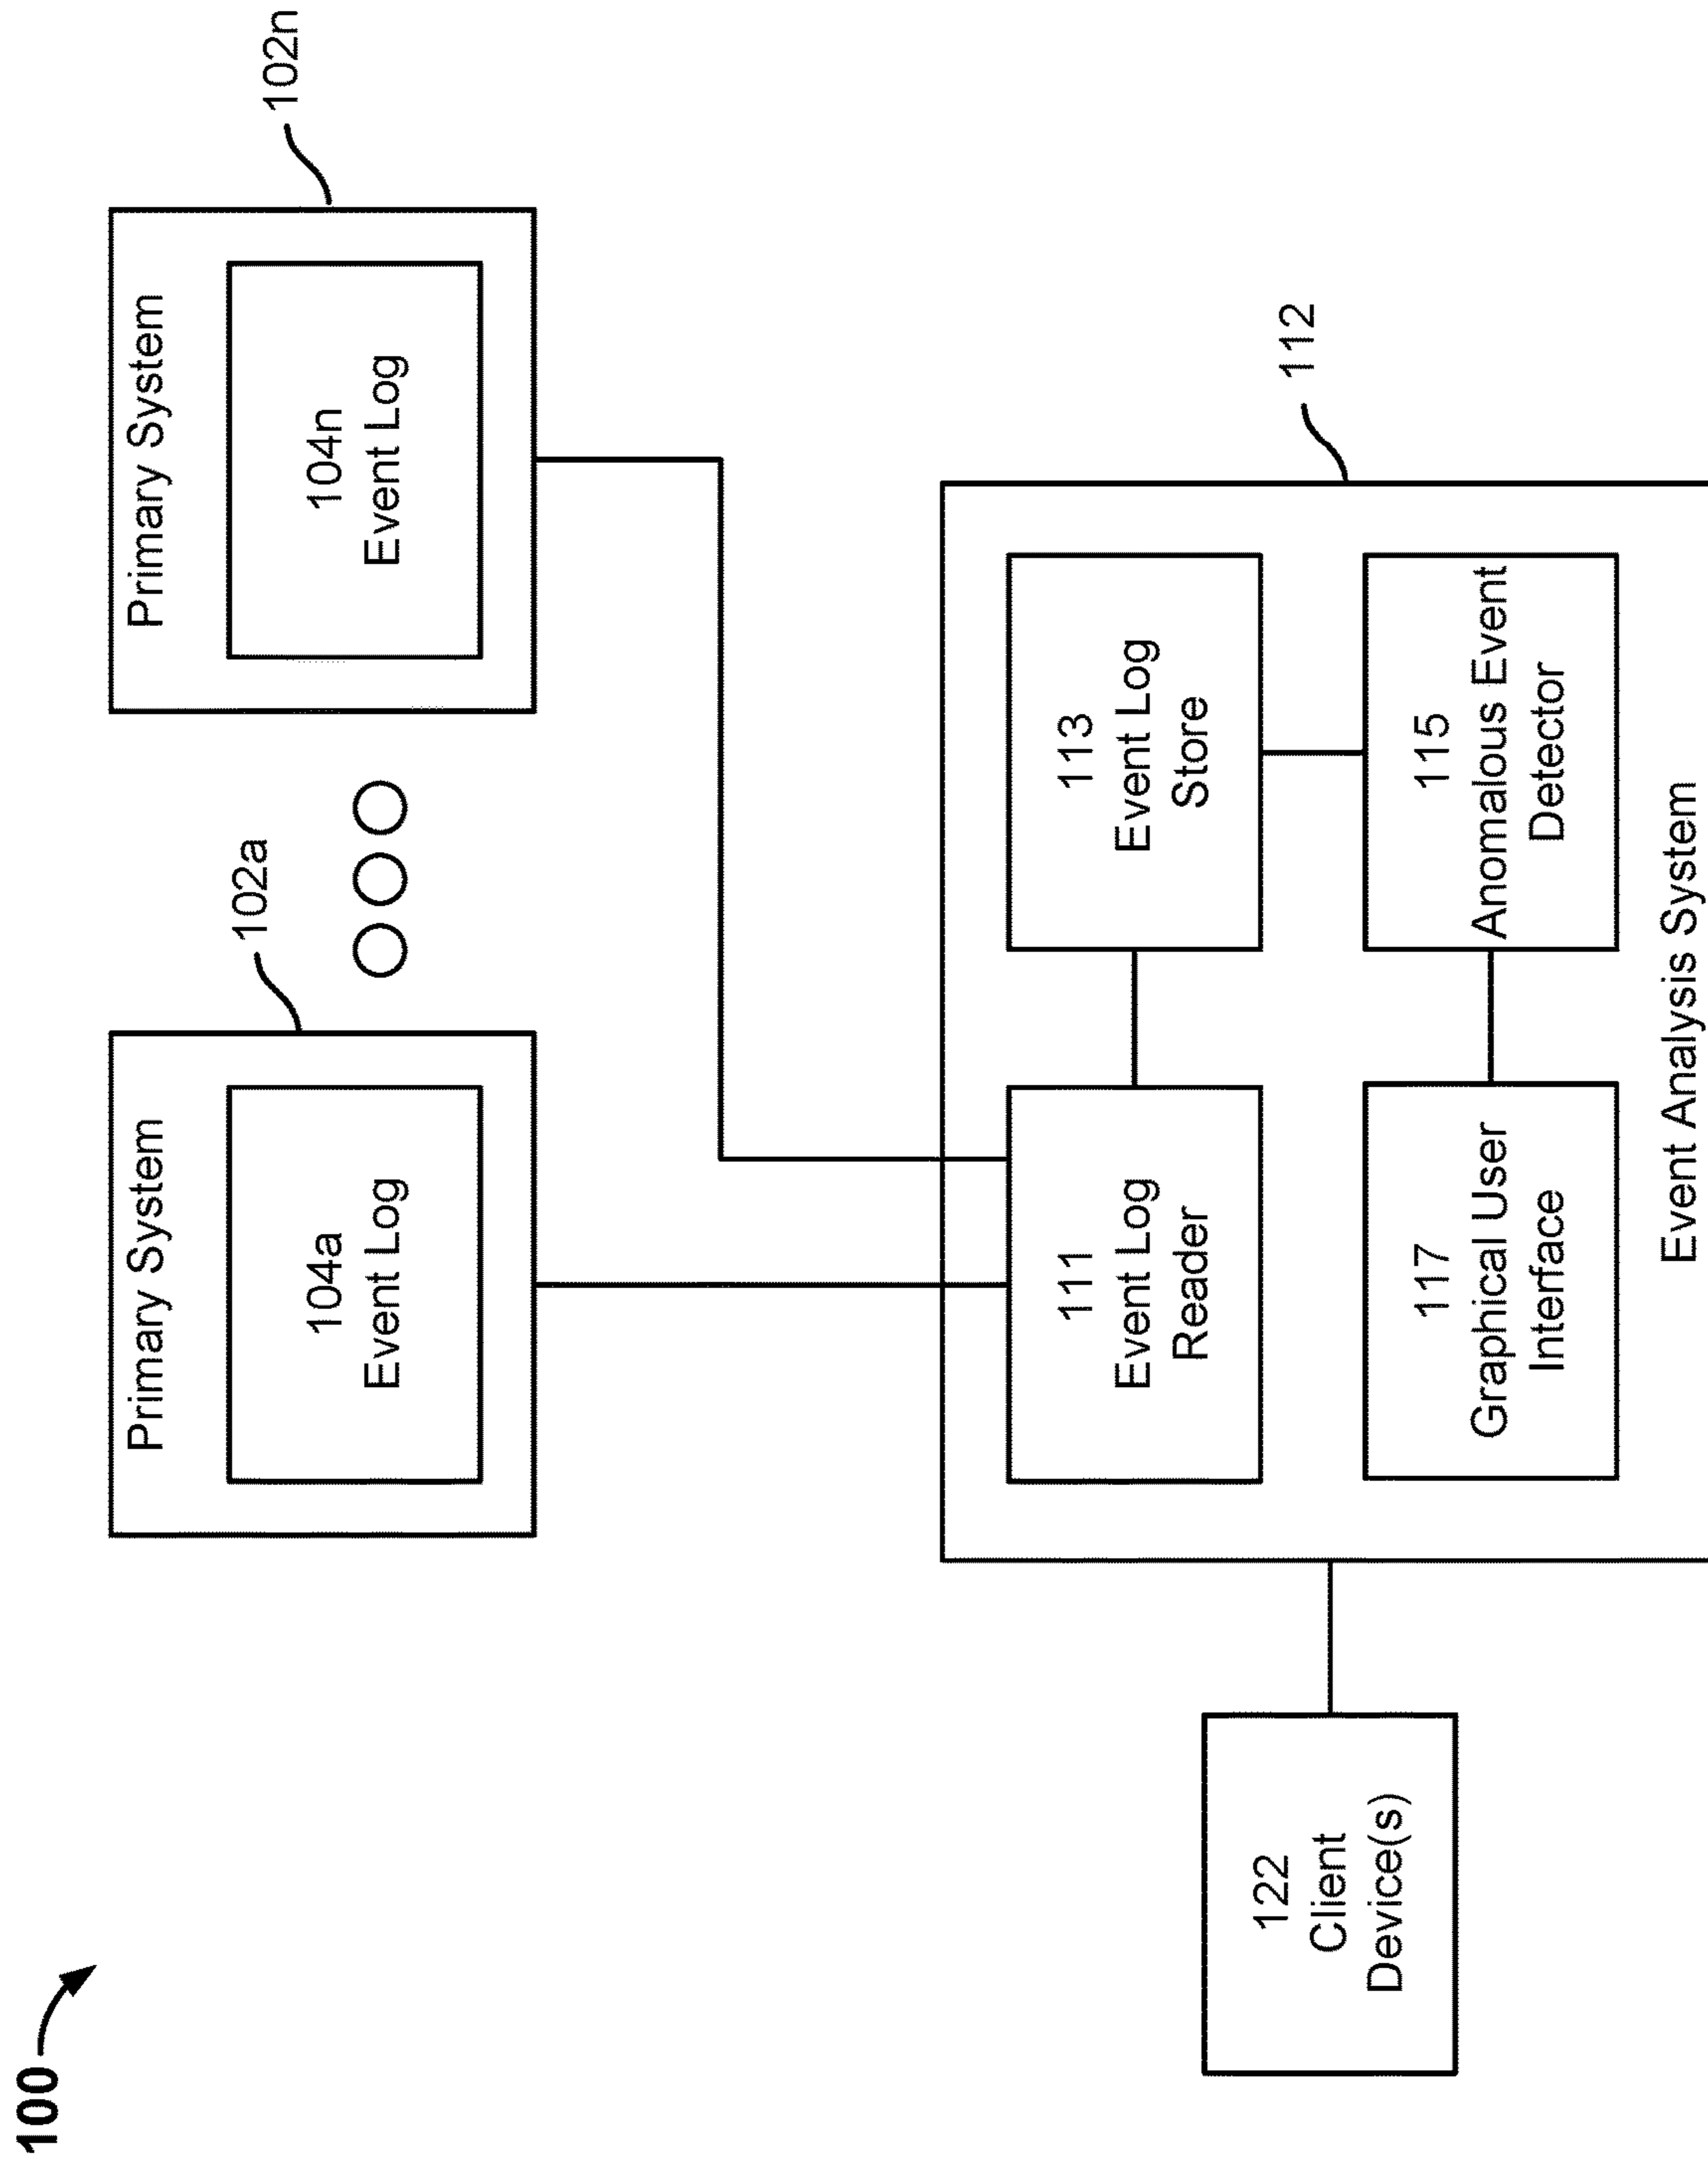 100
Primary System
102a
104a
Event Log
Primary System
102n
104n
Event Log
112
111
Event Log
Reader
113
Event Log
Store
117
Graphical User
Interface
115
Anomalous Event
Detector
Event Analysis System
122
Client
Device(s)